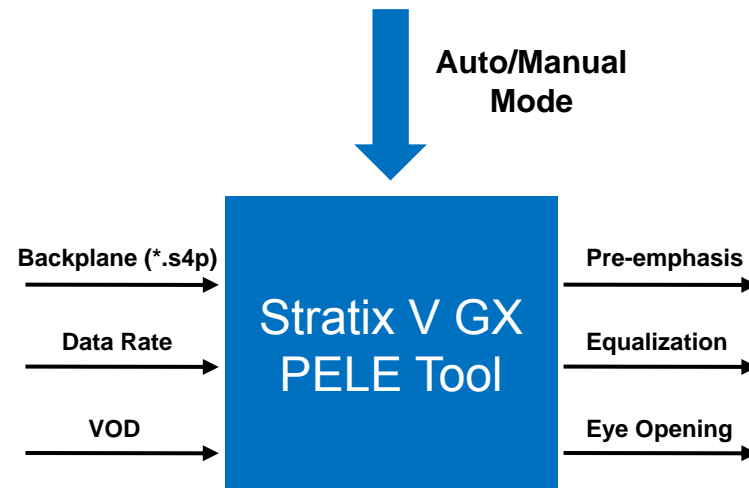 Auto/Manual
Mode
Backplane (*.s4p)
Data Rate
VOD
Stratix V GX
PELE Tool
Pre-emphasis
Equalization
Eye Opening